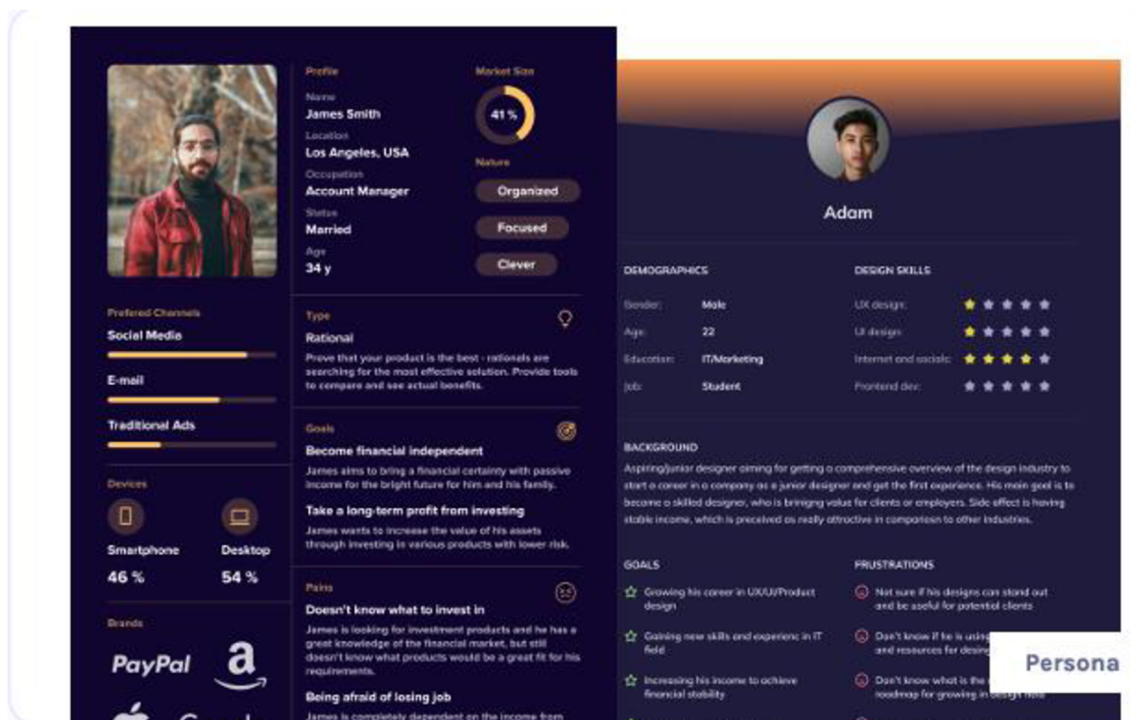 Profile
Name
James Smith
Location
Los Angeles, USA
Occupation
Account Manager
Status
Married
Age
34 y
Market Size
41 %
Nature
Organized
Focused
Clever
Prefered Channels
Social Media
E-mail
Traditional Ads
Devices
Smartphone
46 %
Desktop
54 %
Brands
PayPal
a
Type
Rational
Prove that your product is the best - rationals are
searching for the most effective solution. Provide tools
to compare and see actual benefits.
Goals
Become financial independent
James aims to bring a financial certainty with passive
income for the bright future for him and his family.
Take a long-term profit from investing
James wants to increase the value of his assets
through investing in various products with lower risk.
Pains
Doesn't know what to invest in
James is looking for investment products and he has a
great knowledge of the financial market, but still
doesn't know what products would be a great fit for his
requirements.
Being afraid of losing job
James is completely dependent on the income from
Adam
DEMOGRAPHICS
Gender: Male
Age: 22
Education: IT/Marketing
Job: Student
DESIGN SKILLS
UX design:
UI design:
Internet and socials:
Frontend dev:
BACKGROUND
Aspiring/junior designer aiming for getting a comprehensive overview of the design industry to
start a career in a company as a junior designer and get the first experience. His main goal is to
become a skilled designer, who is bringing value for clients or employers. Side effect is having
stable income, which is perceived as really attractive in comparison to other industries.
GOALS
Growing his career in UX/UI/Product
design
Gaining new skills and experienc in IT
field
Increasing his income to achieve
financial stability
FRUSTRATIONS
Not sure if his designs can stand out
and be useful for potential clients
Don't know if he is using
and resources for
Don't know what is the
roadmap for growing in design field
Persona